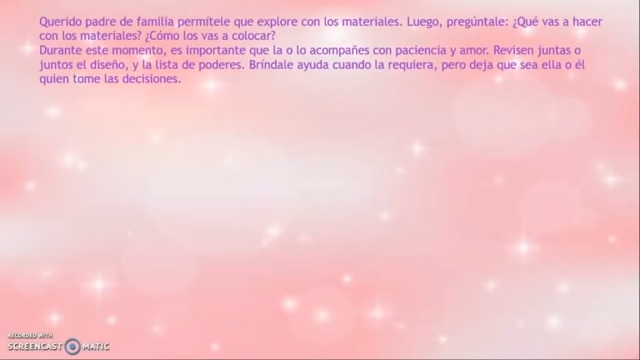 Querido padre de familia permítele que explore con los materiales. Luego, pregúntale: ¿Qué vas a hacer
con los materiales? ¿Cómo los vas a colocar?
Durante este momento, es importante que la o lo acompañes con paciencia y amor. Revisen juntas o
juntos el diseño, y la lista de poderes. Bríndale ayuda cuando la requiera, pero deja que sea ella o él
quien tome las decisiones.
RECORDED WITH
SCREENCAST MATIC